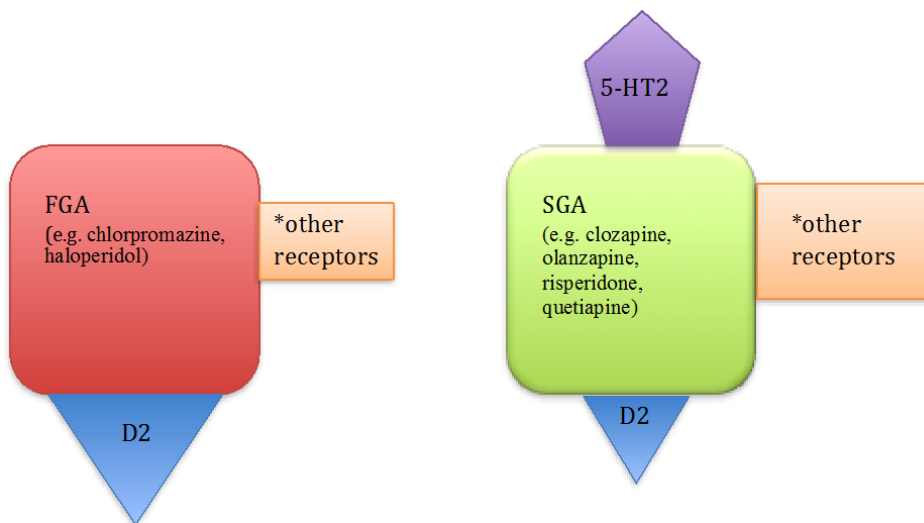 FGA
(e.g. chlorpromazine,
haloperidol)
*other
receptors
D2
5-HT2
SGA
(e.g. clozapine,
olanzapine,
risperidone,
quetiapine)
*other
receptors
D2